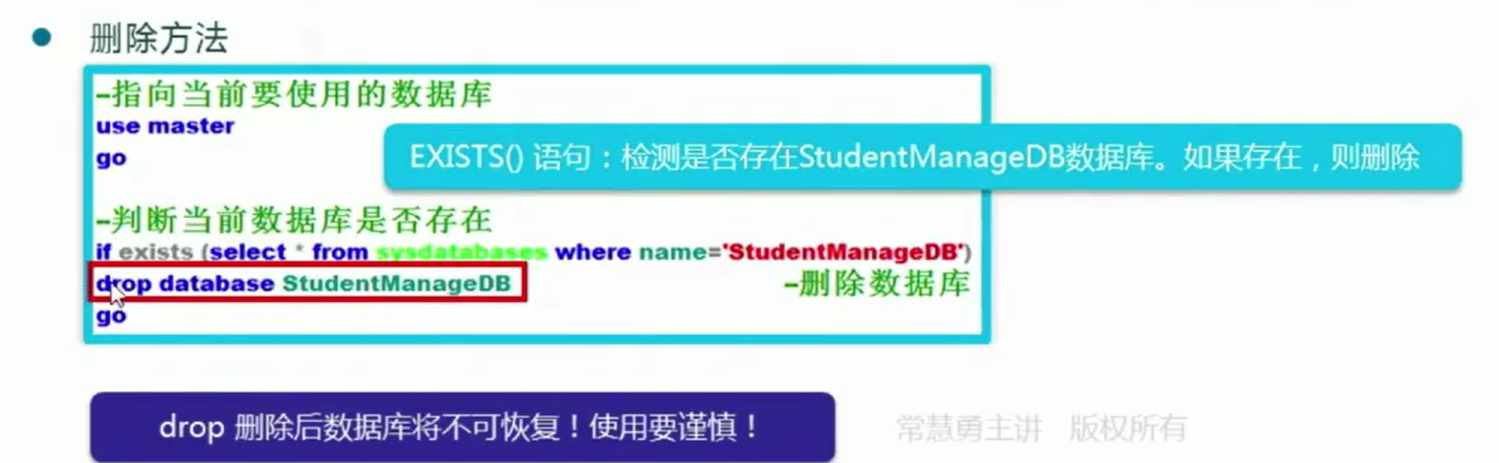 删除方法
--指向当前要使用的数据库
use master
go
EXISTS() 语句：检测是否存在StudentManageDB数据库。如果存在，则删除
--判断当前数据库是否存在
if exists (select * from sysdatabases where name='StudentManageDB')
drop database StudentManageDB --删除数据库
go
drop 删除后数据库将不可恢复！使用要谨慎！
常慧勇主讲 版权所有